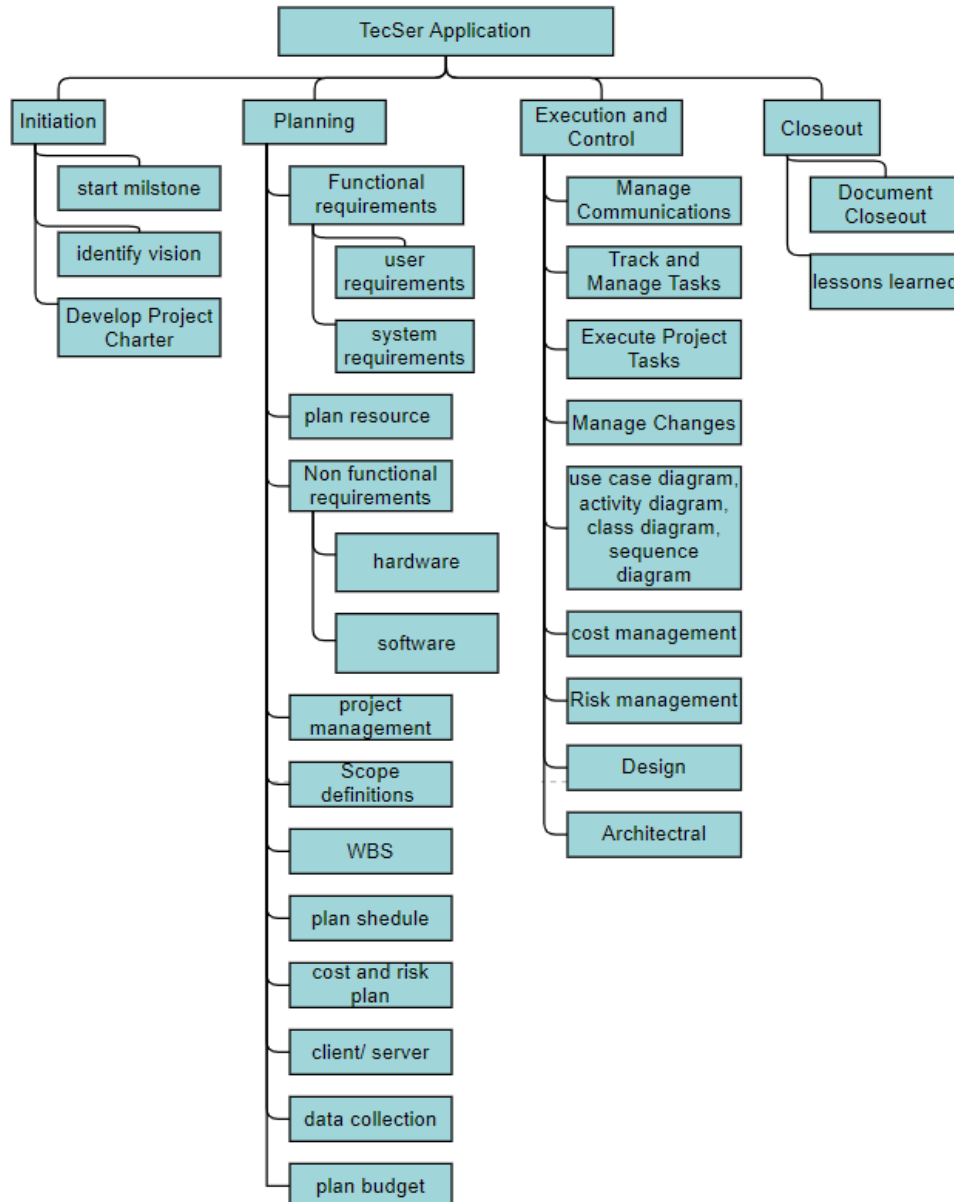 TecSer Application
Initiation
Planning
Execution and
Control
Closeout
start milstone
identify vision
Develop Project
Charter
Functional
requirements
user
requirements
system
requirements
plan resource
Non functional
requirements
hardware
software
project
management
Scope
definitions
WBS
plan shedule
cost and risk
plan
client/ server
data collection
plan budget
Manage
Communications
Track and
Manage Tasks
Execute Project
Tasks
Manage Changes
use case diagram,
activity diagram,
class diagram,
sequence
diagram
cost management
Risk management
Design
Architectral
Document
Closeout
lessons learned